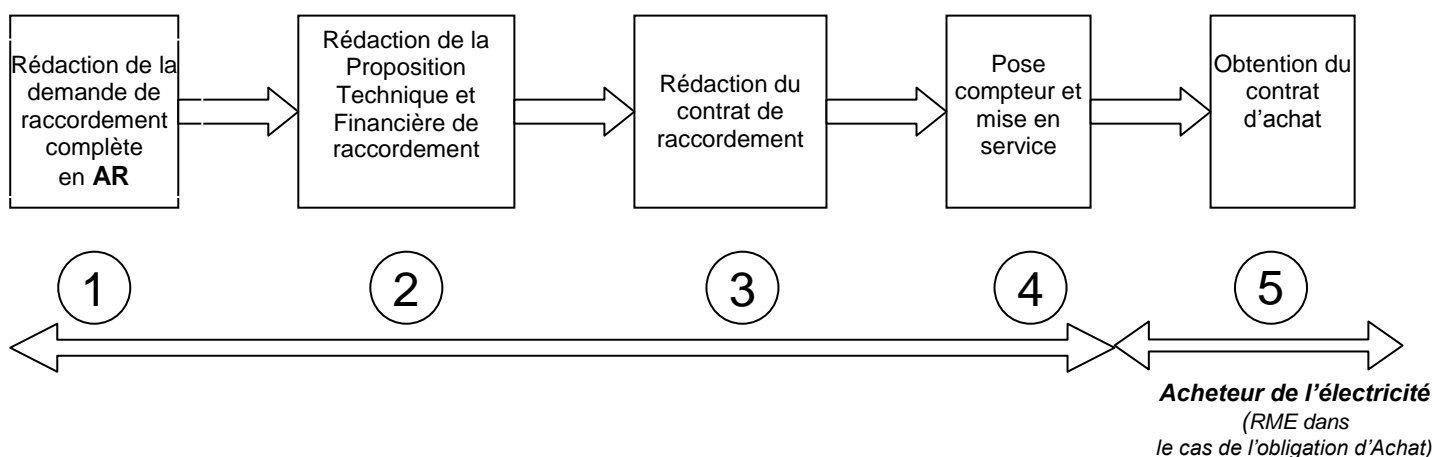 Rédaction de la
demande de
raccordement
complète
en AR
Rédaction de la
Proposition
Technique et
Financière de
raccordement
Rédaction du
contrat de
raccordement
Pose
compteur et
mise en
service
Obtention du
contrat
d’achat
1
2
3
4
5
Acheteur de l’électricité
(RME dans
le cas de l’obligation d’Achat)